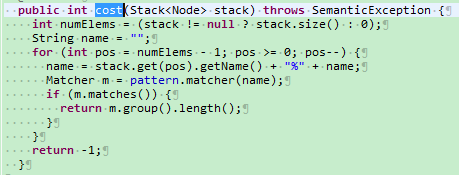 public int cost(Stack<Node> stack) throws SemanticException {¶
int numElems = (stack != null ? stack.size() : 0);¶
String name = "";¶
for (int pos = numElems - 1; pos >= 0; pos--) {¶
name = stack.get(pos).getName() + "%" + name;¶
Matcher m = pattern.matcher(name);¶
if (m.matches()) {¶
return m.group().length();¶
}¶
}¶
return -1;¶
}¶